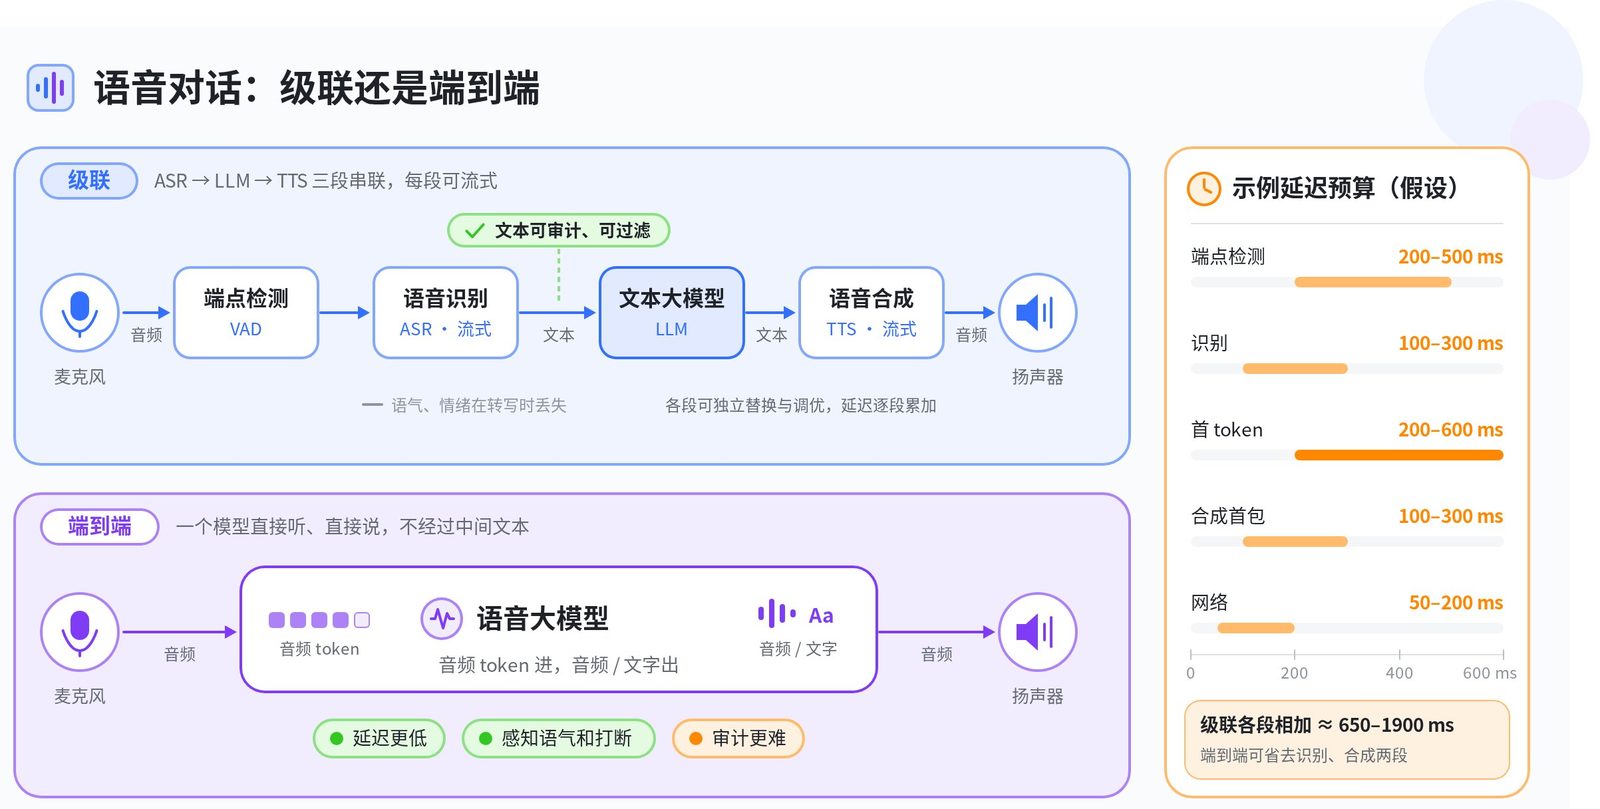 语音对话：级联还是端到端
级联
ASR → LLM → TTS 三段串联，每段可流式
文本可审计、可过滤
麦克风
音频
端点检测
VAD
语音识别
ASR · 流式
文本
文本大模型
LLM
文本
语音合成
TTS · 流式
音频
扬声器
语气、情绪在转写时丢失
各段可独立替换与调优，延迟逐段累加
端到端
一个模型直接听、直接说，不经过中间文本
麦克风
音频
音频 token
语音大模型
音频 token 进，音频 / 文字出
Aa
音频 / 文字
音频
扬声器
延迟更低
感知语气和打断
审计更难
示例延迟预算（假设）
端点检测 200–500 ms
识别 100–300 ms
首 token 200–600 ms
合成首包 100–300 ms
网络 50–200 ms
0 200 400 600 ms
级联各段相加 ≈ 650–1900 ms
端到端可省去识别、合成两段